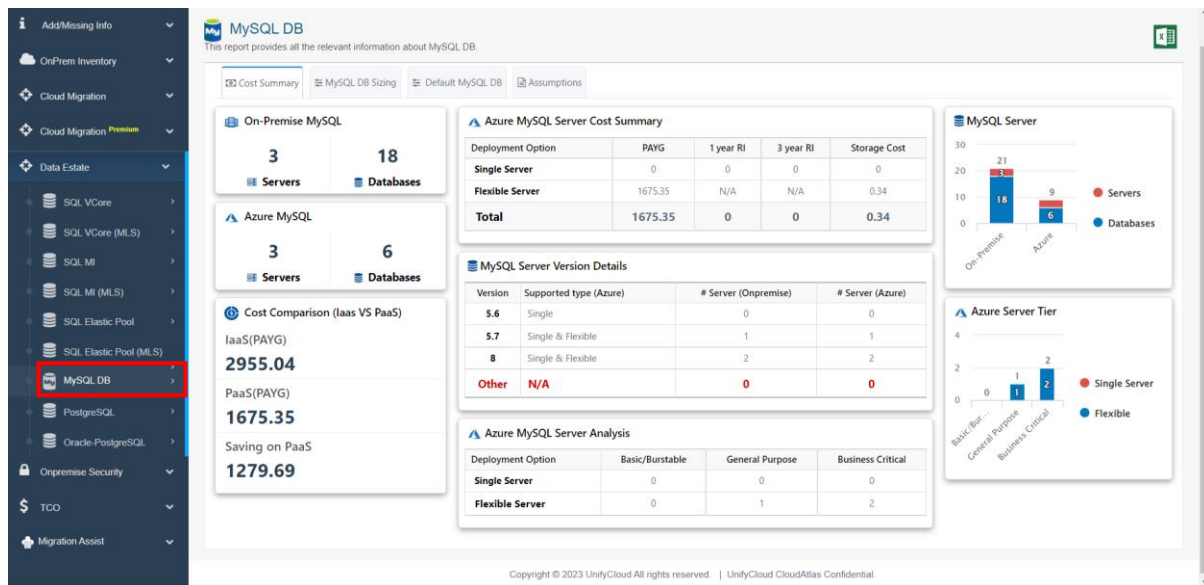 Add/Missing Info
OnPrem Inventory
Cloud Migration
Cloud Migration Premium
Data Estate
SQL VCore
SQL VCore (MLS)
SQL MI
SQL MI (MLS)
SQL Elastic Pool
SQL Elastic Pool (MLS)
MySQL DB
PostgreSQL
Oracle-PostgreSQL
Onpremise Security
TCO
Migration Assist
My MySQL DB
This report provides all the relevant information about MySQL DB.
Cost Summary MySQL DB Sizing Default MySQL DB Assumptions
On-Premise MySQL
3 18
Servers Databases
Azure MySQL
3 6
Servers Databases
Cost Comparison (Iaas VS PaaS)
IaaS(PAYG)
2955.04
PaaS(PAYG)
1675.35
Saving on PaaS
1279.69
Azure MySQL Server Cost Summary
Deployment Option PAYG 1 year RI 3 year RI Storage Cost
Single Server 0 0 0 0
Flexible Server 1675.35 N/A N/A 0.34
Total 1675.35 0 0 0.34
MySQL Server Version Details
Version Supported type (Azure) # Server (Onpremise) # Server (Azure)
5.6 Single 0 0
5.7 Single & Flexible 1 1
8 Single & Flexible 2 2
Other N/A 0 0
Azure MySQL Server Analysis
Deployment Option Basic/Burstable General Purpose Business Critical
Single Server 0 0 0
Flexible Server 0 1 2
MySQL Server
30
20
10
0
21
3
18
9
6
On-Premise
Azure
Servers
Databases
Azure Server Tier
4
2
0
0
1
1
2
2
Basic/Bur...
General Purpose
Business Critical
Single Server
Flexible
Copyright © 2023 UnifyCloud All rights reserved. | UnifyCloud CloudAtlas Confidential.